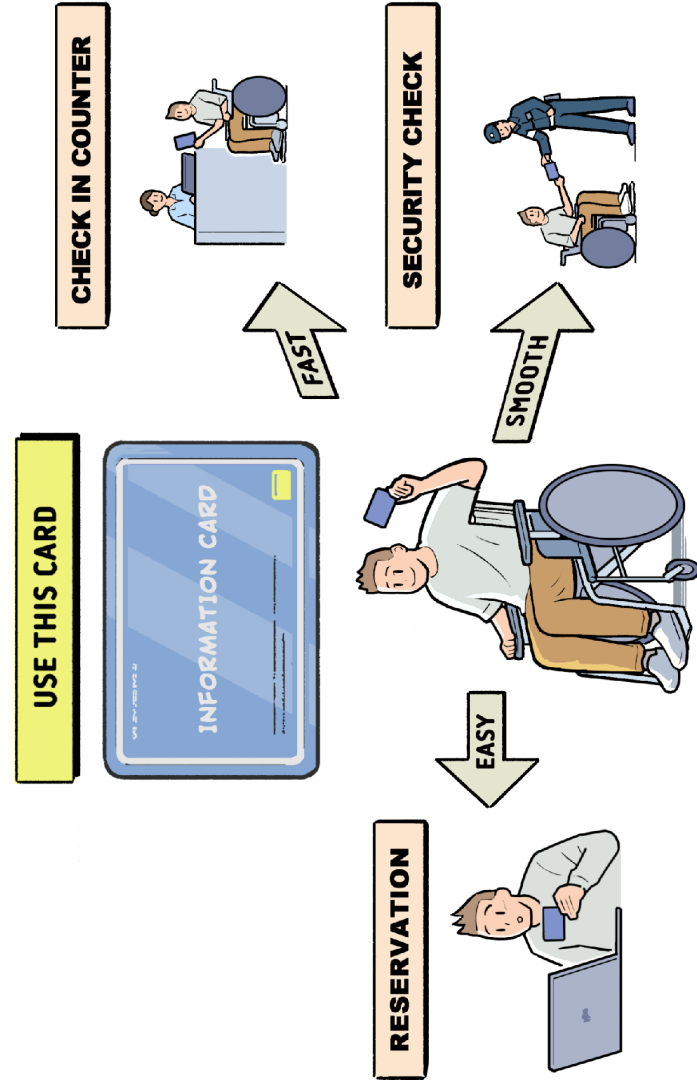 USE THIS CARD
INFORMATION CARD
RESERVATION
EASY
FAST
CHECK IN COUNTER
SMOOTH
SECURITY CHECK